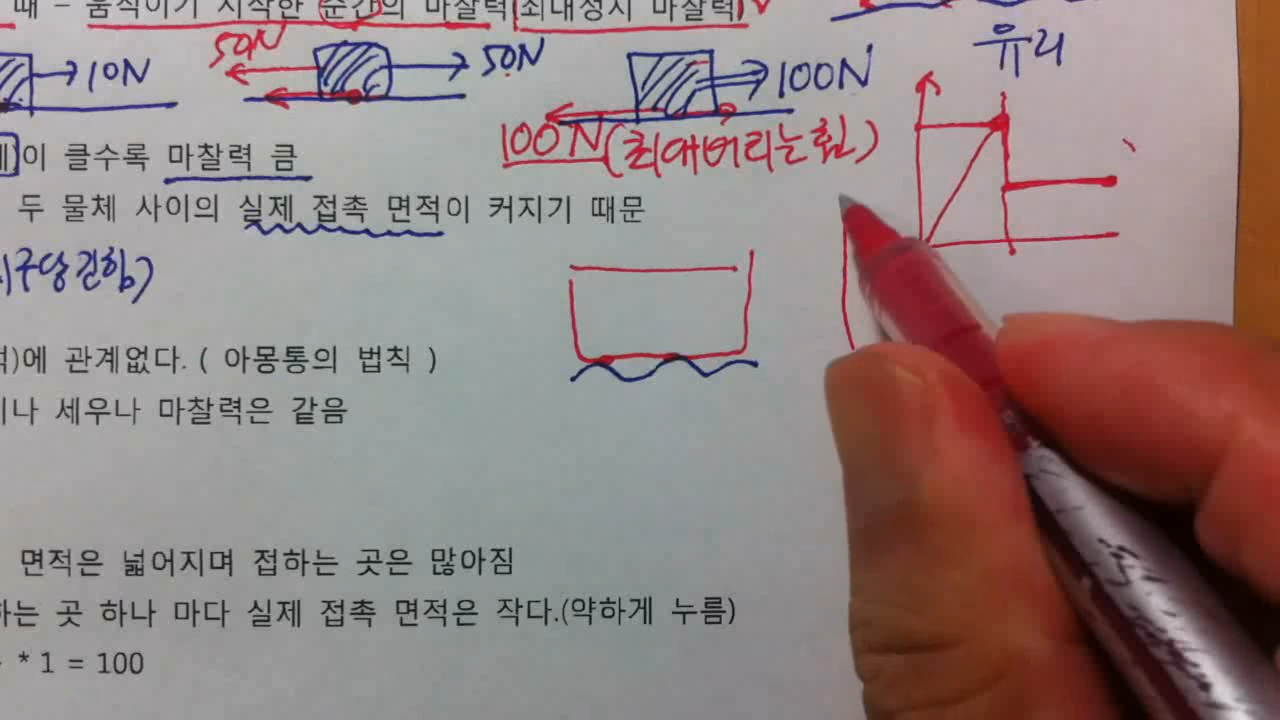 때 – 움직이기 시작한 순간의 마찰력(최대정지 마찰력)
10N 50N 50N 100N 유리
100N(최대버티는힘)
이 클수록 마찰력 큼
두 물체 사이의 실제 접촉 면적이 커지기 때문
지구당긴힘)
적)에 관계없다. ( 아몽통의 법칙 )
세우나 마찰력은 같음
면적은 넓어지며 접하는 곳은 많아짐
하는 곳 하나 마다 실제 접촉 면적은 작다.(약하게 누름)
* 1 = 100